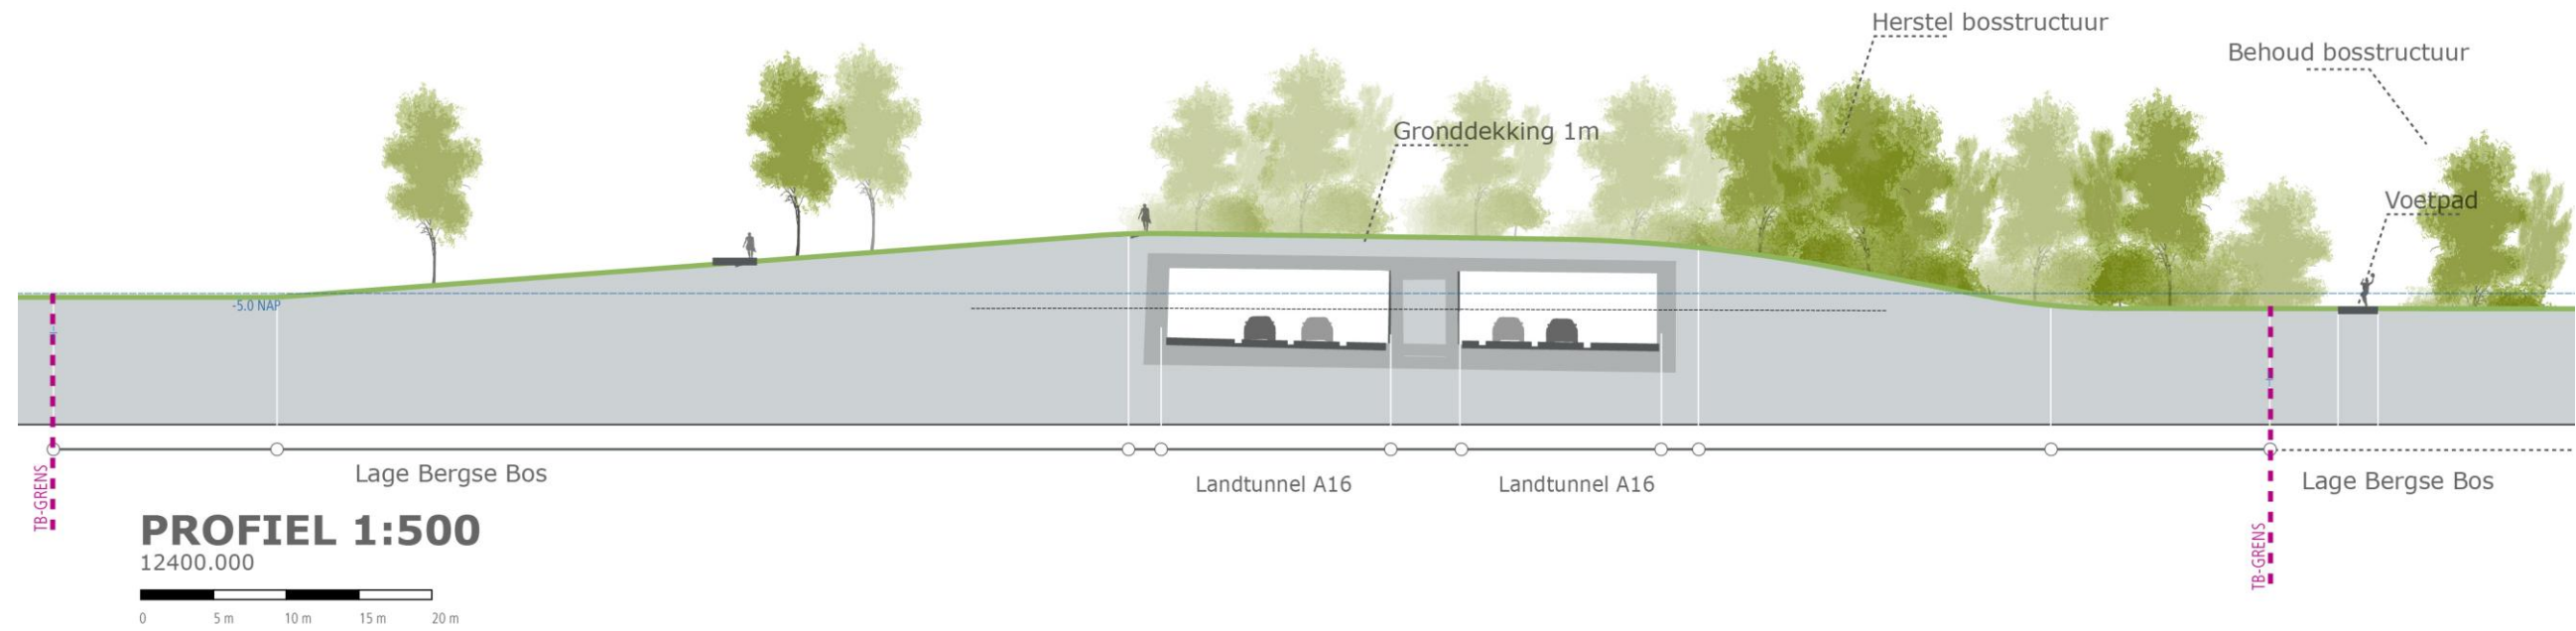 Herstel bosstructuur
Behoud bosstructuur
Gronddekking 1m
Voetpad
-5.0 NAP
Lage Bergse Bos
Landtunnel A16
Landtunnel A16
Lage Bergse Bos
TB-GRENS
TB-GRENS
PROFIEL 1:500
12400.000
0 5 m 10 m 15 m 20 m